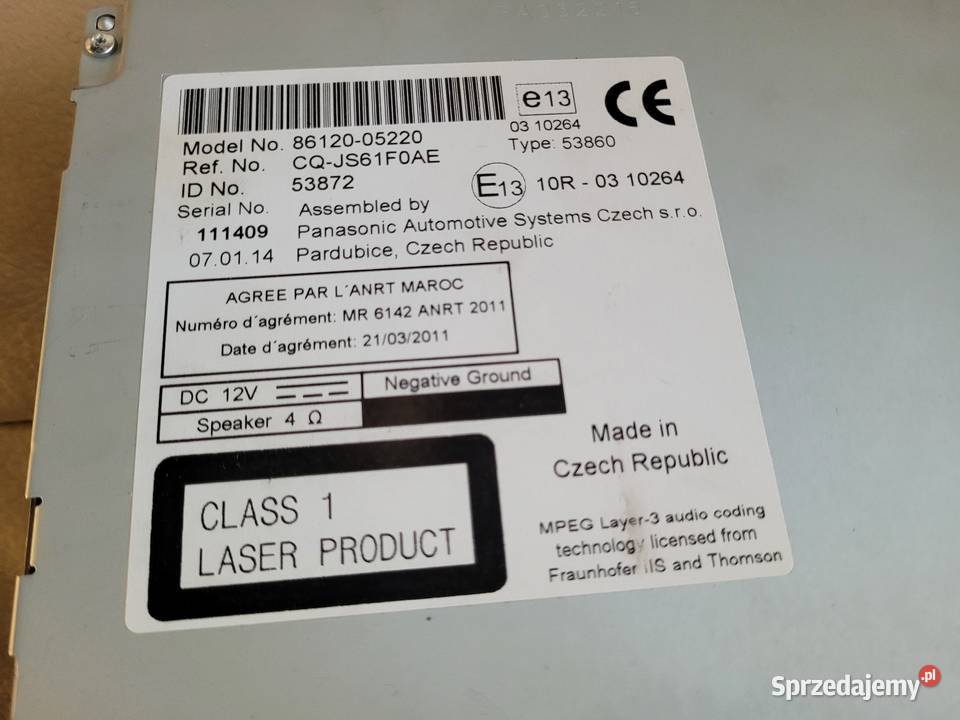 Model No. 86120-05220
Ref. No. CQ-JS61F0AE
ID No. 53872
Serial No. Assembled by
111409 Panasonic Automotive Systems Czech s.r.o.
07.01.14 Pardubice, Czech Republic
e13
03 10264
Type: 53860
CE
E13 10R - 03 10264
AGREE PAR L´ANRT MAROC
Numéro d´agrément: MR 6142 ANRT 2011
Date d´agrément: 21/03/2011
DC 12V
Negative Ground
Speaker 4 Ω
CLASS 1
LASER PRODUCT
Made in
Czech Republic
MPEG Layer-3 audio coding
technology licensed from
Fraunhofer IIS and Thomson
Sprzedajemy.pl